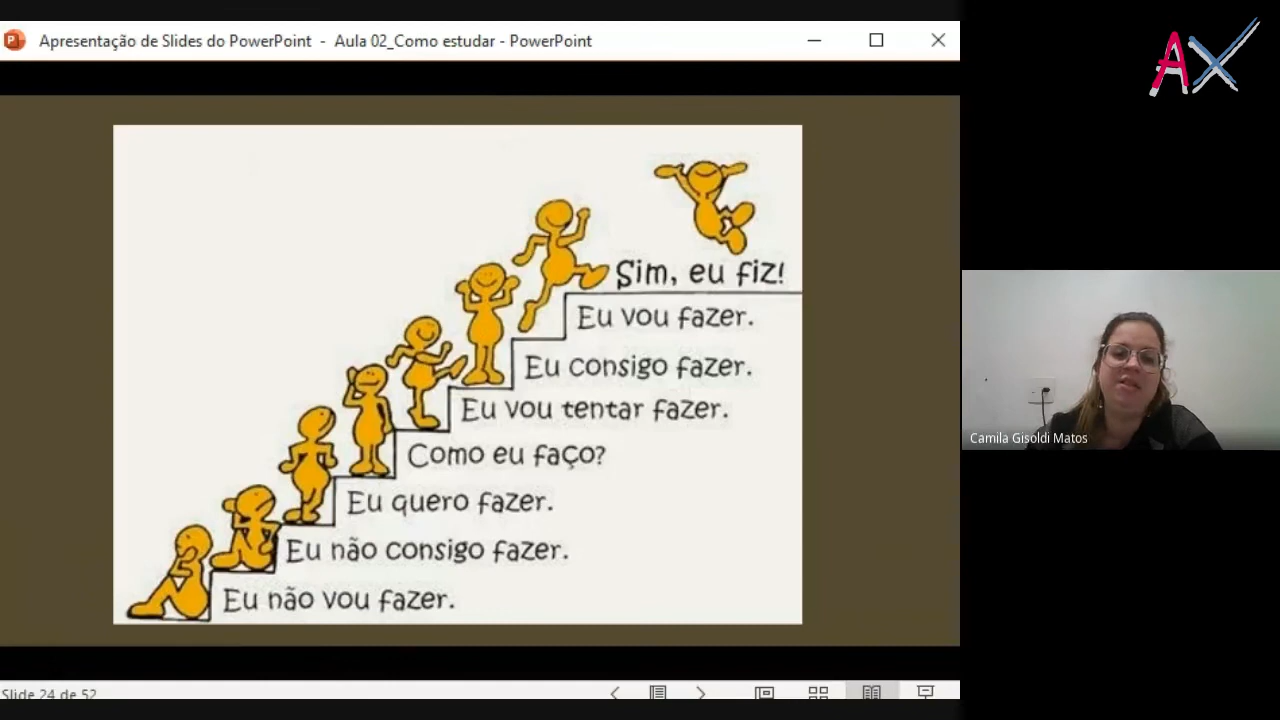 Apresentação de Slides do PowerPoint - Aula 02_Como estudar - PowerPoint
AX
Sim, eu fiz!
Eu vou fazer.
Eu consigo fazer.
Eu vou tentar fazer.
Como eu faço?
Eu quero fazer.
Eu não consigo fazer.
Eu não vou fazer.
Camila Gisoldi Matos
Slide 24 de 52